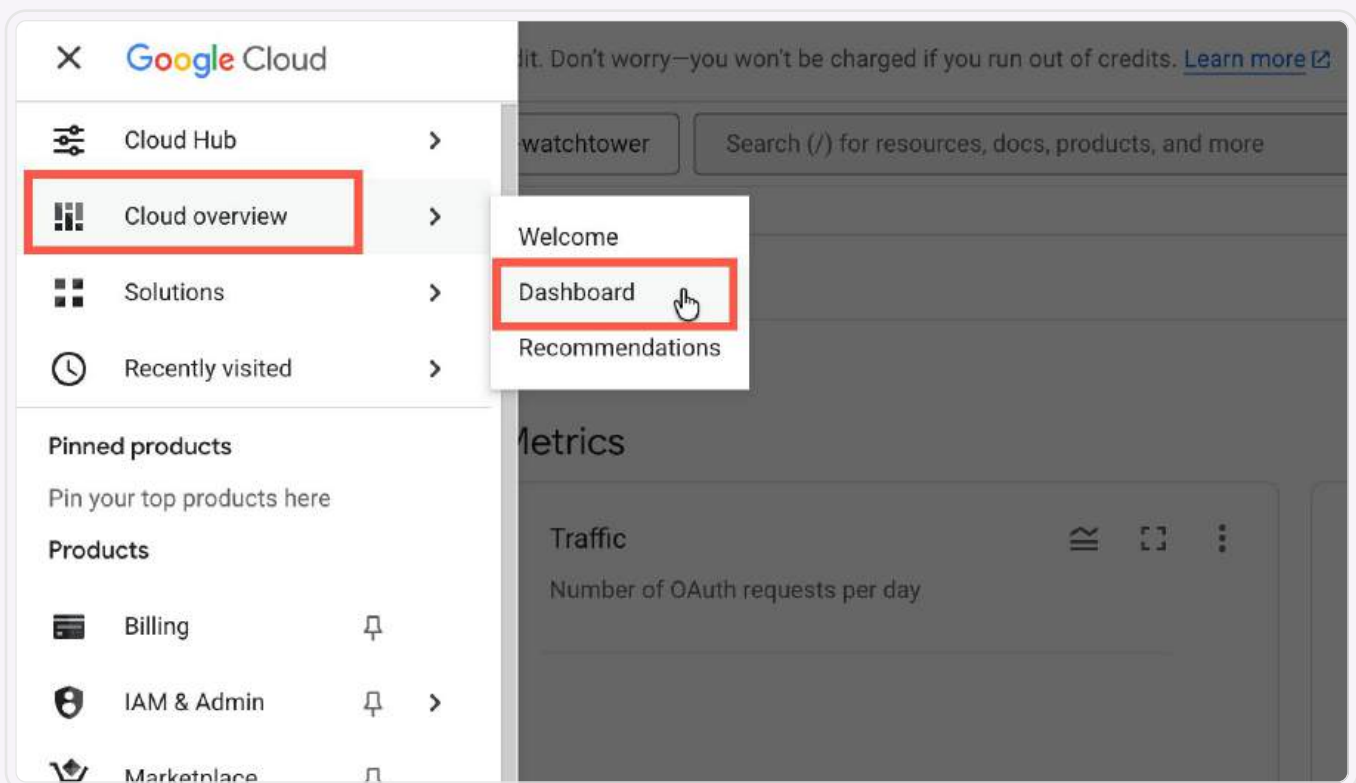 Google Cloud
dit. Don't worry—you won't be charged if you run out of credits. Learn more
Cloud Hub
watchtower
Search (/) for resources, docs, products, and more
Cloud overview
Welcome
Dashboard
Solutions
Recommendations
Recently visited
Pinned products
Metrics
Pin your top products here
Products
Traffic
Number of OAuth requests per day
Billing
IAM & Admin
Marketplace